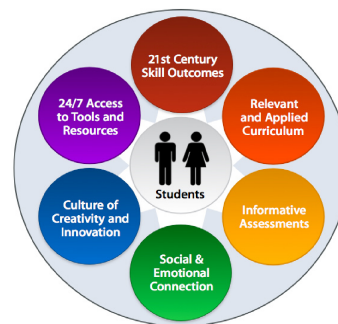 21st Century
Skill Outcomes
24/7 Access
to Tools and
Resources
Relevant
and Applied
Curriculum
Students
Culture of
Creativity and
Innovation
Informative
Assessments
Social &
Emotional
Connection